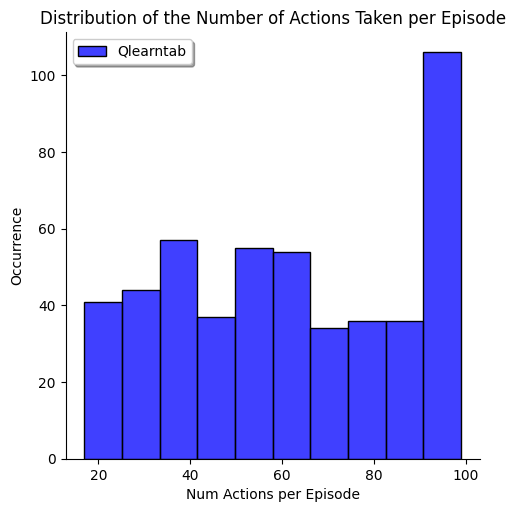 Distribution of the Number of Actions Taken per Episode
Qlearntab
100
80
60
40
20
0
Occurrence
20 40 60 80 100
Num Actions per Episode